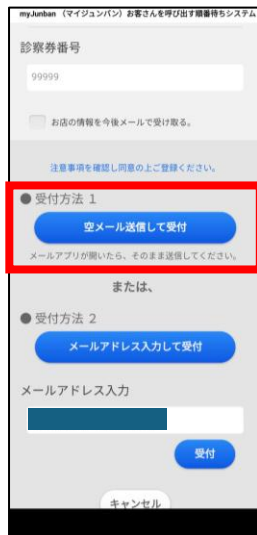 myJunban （マイジュンバン）お客さんを呼び出す順番待ちシステム
診察券番号
99999
お店の情報を今後メールで受け取る。
注意事項を確認し同意の上ご登録ください。
● 受付方法 1
空メール送信して受付
メールアプリが開いたら、そのまま送信してください。
または、
● 受付方法 2
メールアドレス入力して受付
メールアドレス入力
受付
キャンセル